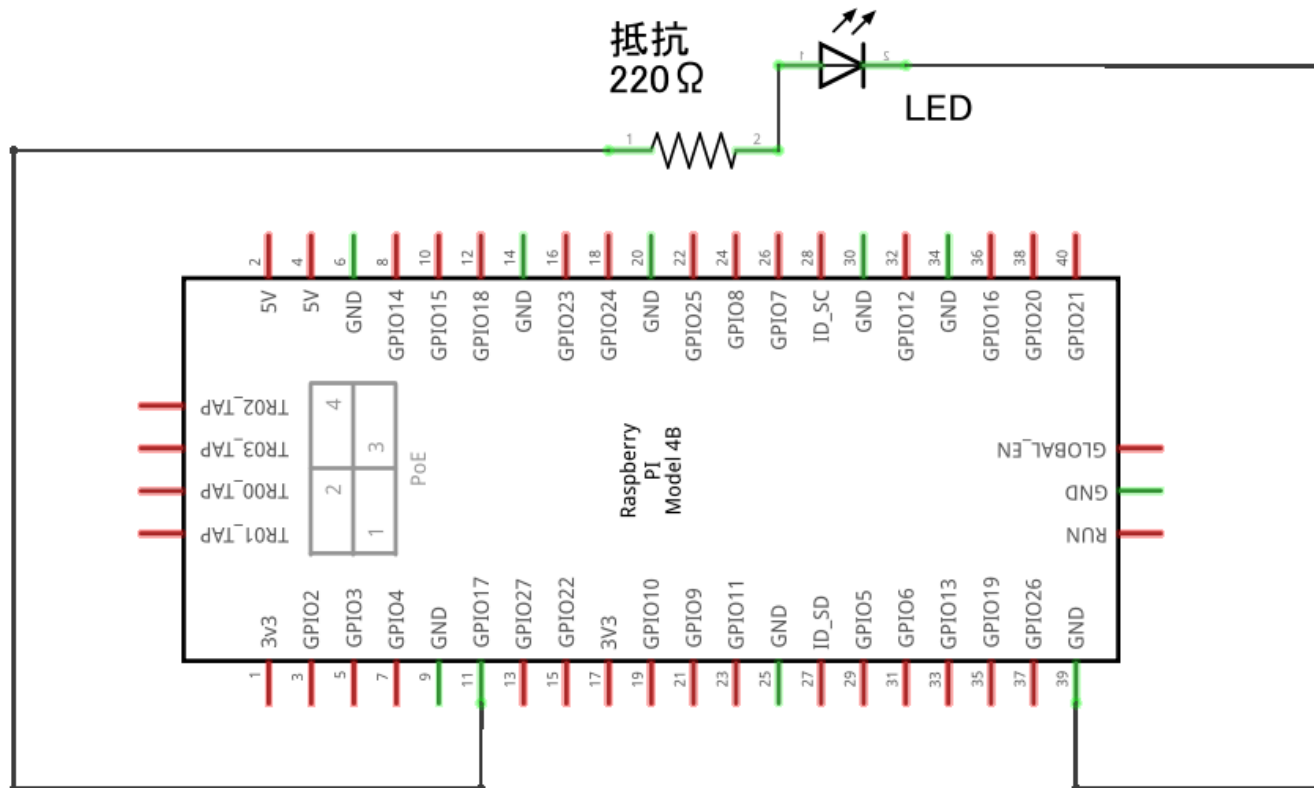 抵抗
220Ω
1
2
1
2
LED
2
4
6
8
10
12
14
16
18
20
22
24
26
28
30
32
34
36
38
40
5V
5V
GND
GPIO14
GPIO15
GPIO18
GND
GPIO23
GPIO24
GND
GPIO25
GPIO8
GPIO7
ID_SC
GND
GPIO12
GND
GPIO16
GPIO20
GPIO21
TR02_TAP
TR03_TAP
TR00_TAP
TR01_TAP
4
3
2
1
PoE
Raspberry
PI
Model 4B
GLOBAL_EN
GND
RUN
3v3
GPIO2
GPIO3
GPIO4
GND
GPIO17
GPIO27
GPIO22
3V3
GPIO10
GPIO9
GPIO11
GND
ID_SD
GPIO5
GPIO6
GPIO13
GPIO19
GPIO26
GND
1
3
5
7
9
11
13
15
17
19
21
23
25
27
29
31
33
35
37
39